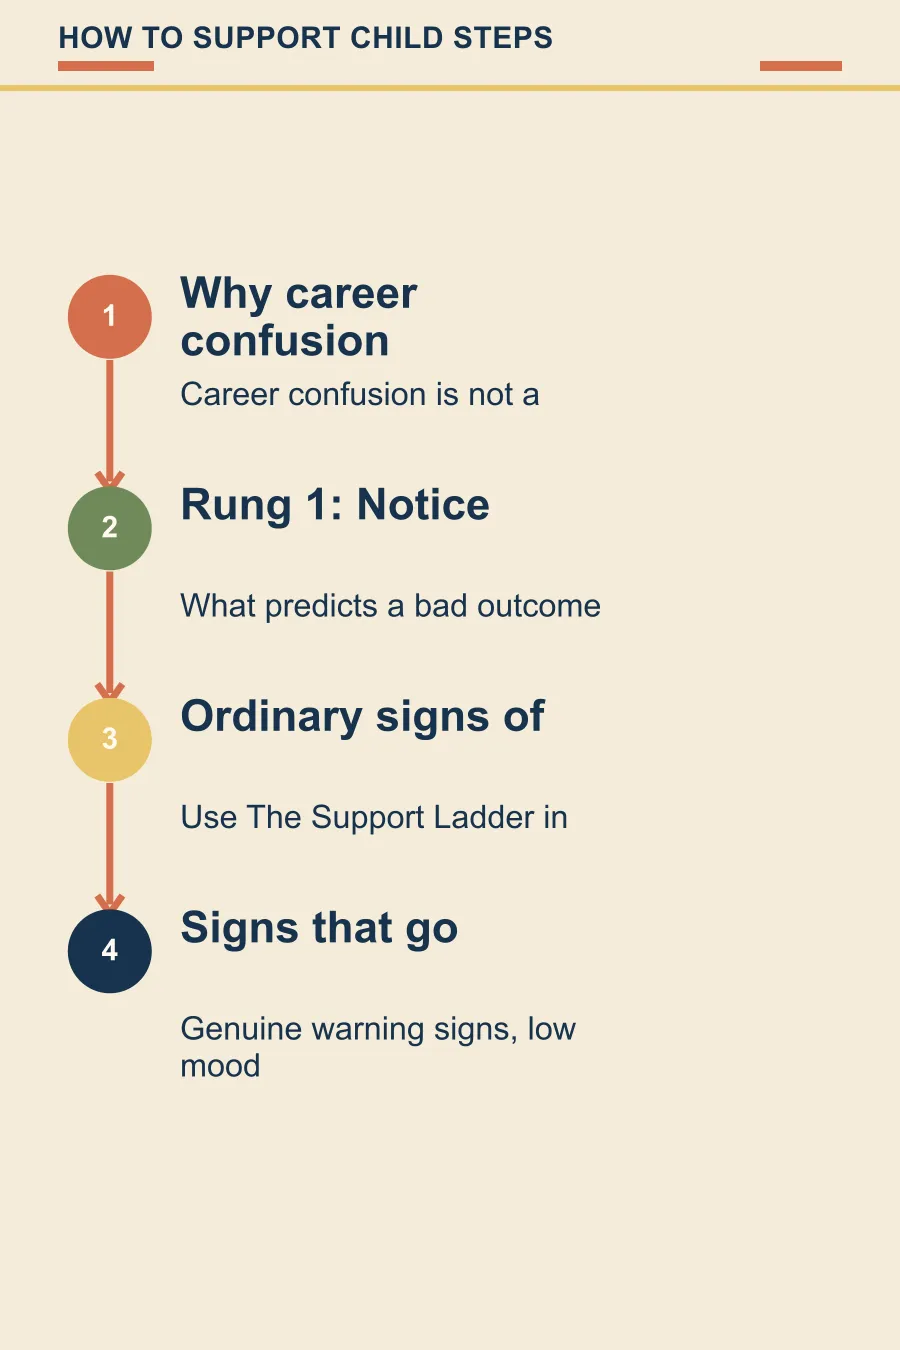 HOW TO SUPPORT CHILD STEPS
1
Why career
confusion
Career confusion is not a
2
Rung 1: Notice
What predicts a bad outcome
3
Ordinary signs of
Use The Support Ladder in
4
Signs that go
Genuine warning signs, low
mood